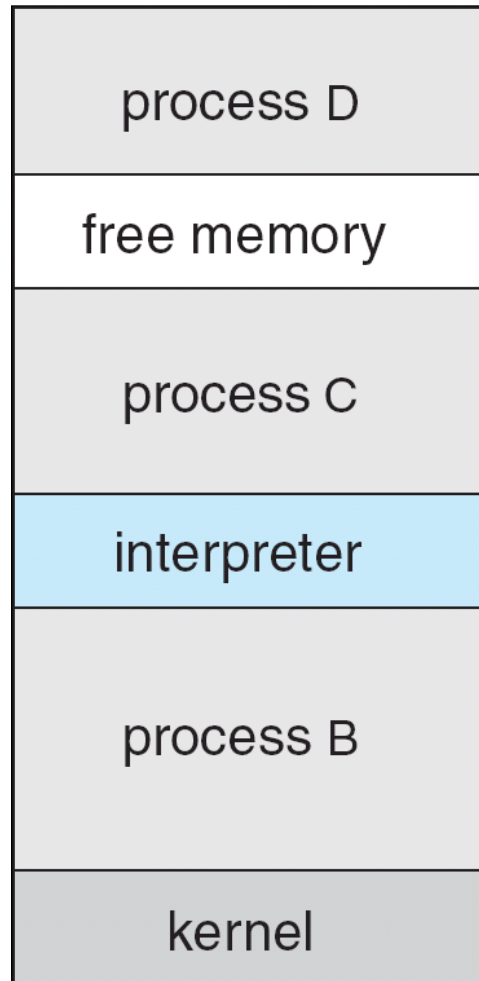 process D
free memory
process C
interpreter
process B
kernel